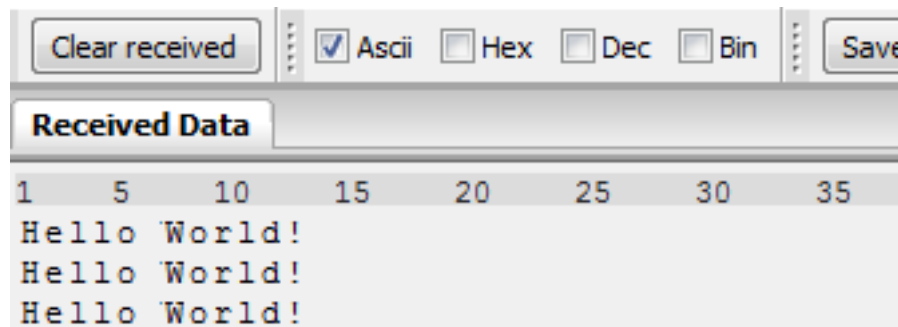 Clear received Ascii Hex Dec Bin Save
Received Data
1 5 10 15 20 25 30 35
Hello World!
Hello World!
Hello World!